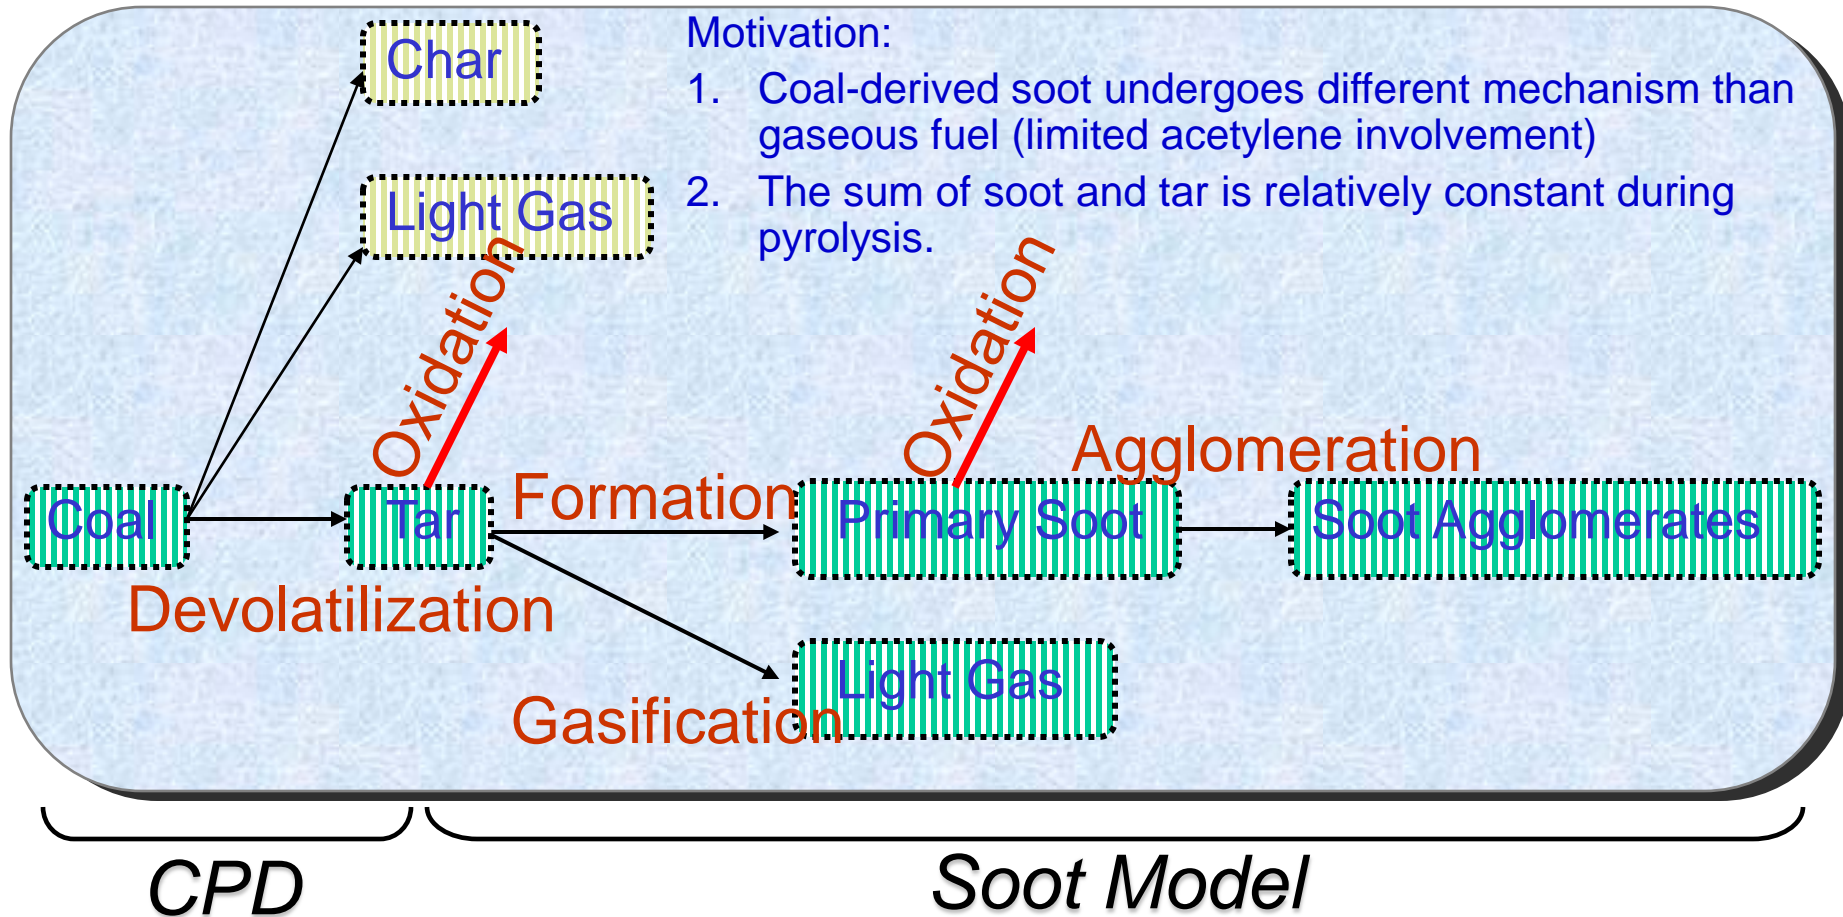 Char
Motivation:
1. Coal-derived soot undergoes different mechanism than
gaseous fuel (limited acetylene involvement)
Light Gas
2. The sum of soot and tar is relatively constant during
pyrolysis.
Oxidation
Oxidation
Agglomeration
Formation
Coal
Tar
Primary Soot
Soot Agglomerates
Devolatilization
Light Gas
Gasification
CPD
Soot Model